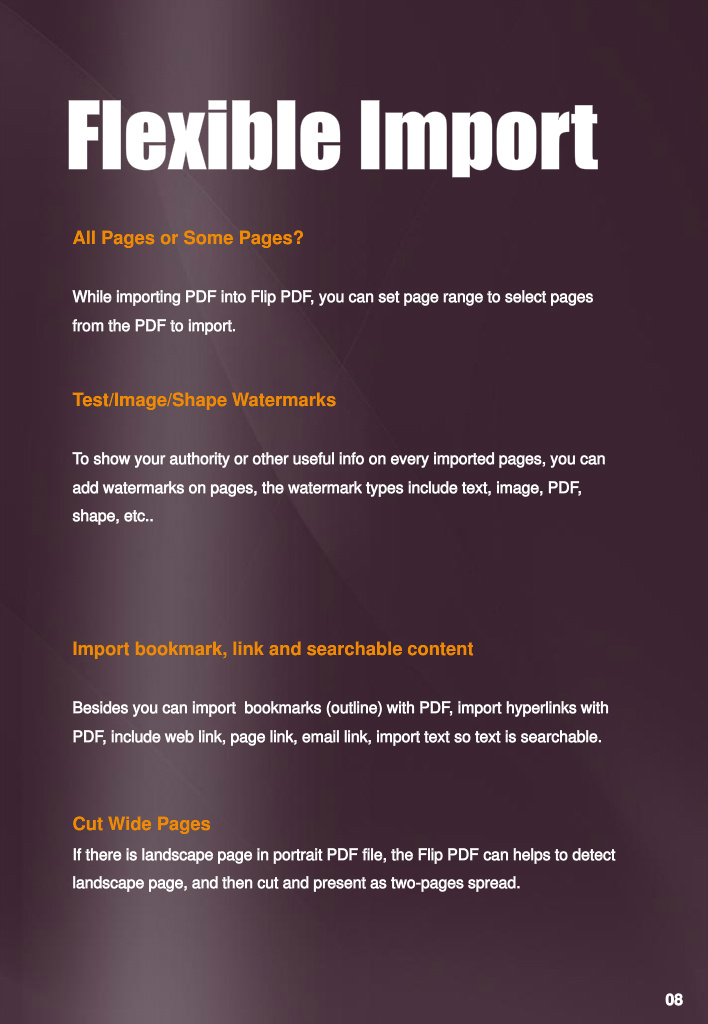 Flexible Import
All Pages or Some Pages?
While importing PDF into Flip PDF, you can set page range to select pages
from the PDF to import.
Test/Image/Shape Watermarks
To show your authority or other useful info on every imported pages, you can
add watermarks on pages, the watermark types include text, image, PDF,
shape, etc..
Import bookmark, link and searchable content
Besides you can import  bookmarks (outline) with PDF, import hyperlinks with
PDF, include web link, page link, email link, import text so text is searchable.
Cut Wide Pages
If there is landscape page in portrait PDF file, the Flip PDF can helps to detect
landscape page, and then cut and present as two-pages spread.
08